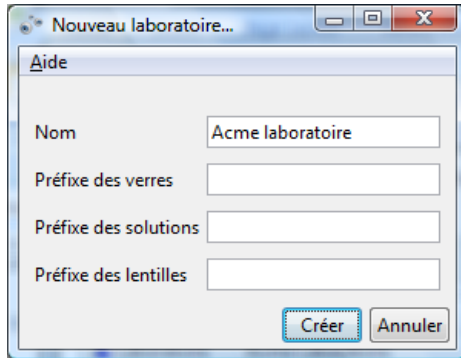 Nouveau laboratoire...
Aide
Nom Acme laboratoire
Préfixe des verres
Préfixe des solutions
Préfixe des lentilles
Créer Annuler